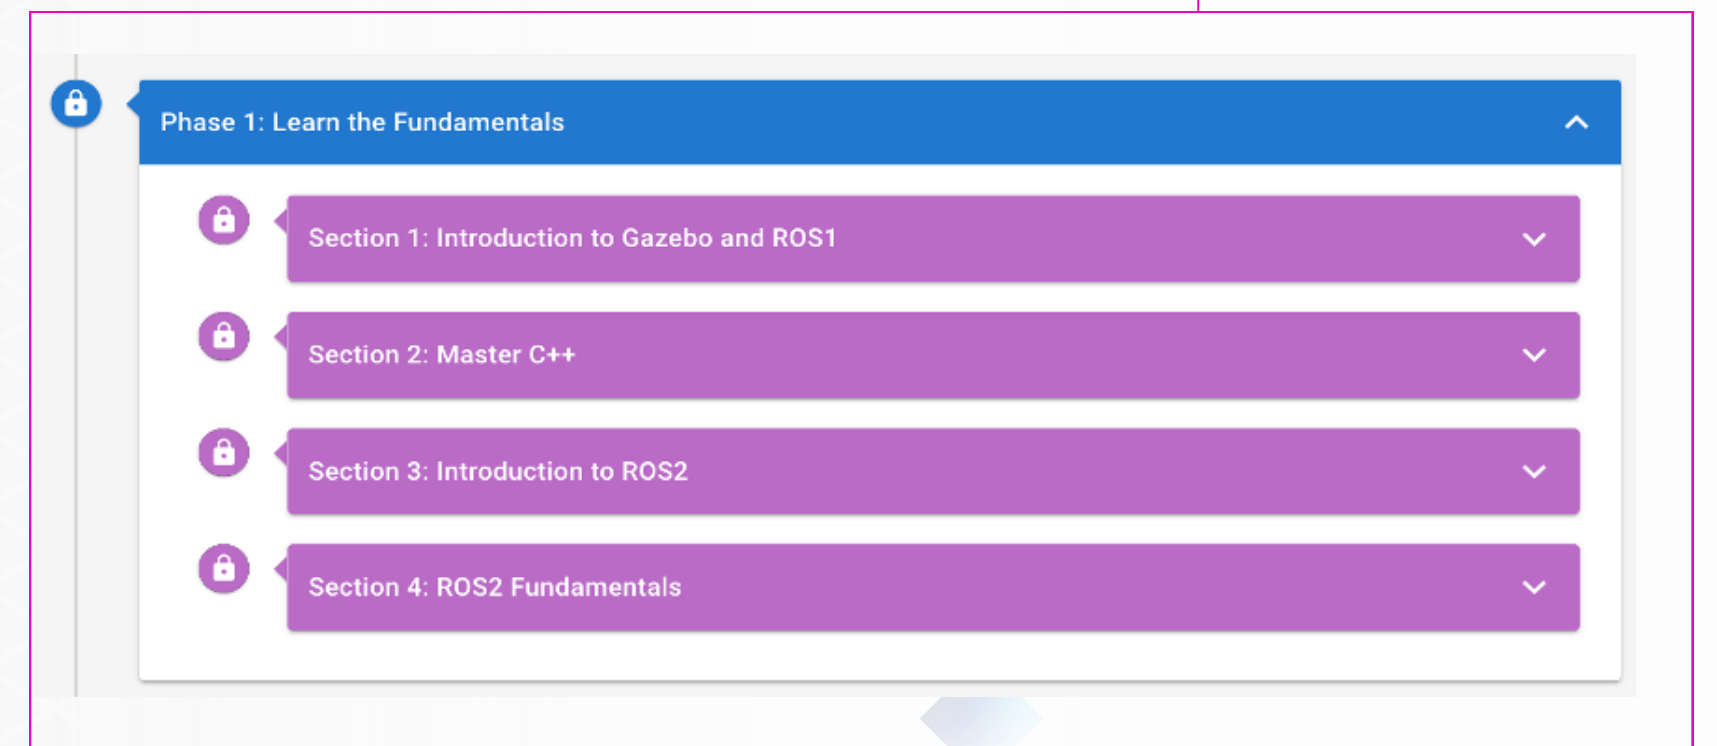 Phase 1: Learn the Fundamentals
Section 1: Introduction to Gazebo and ROS1
Section 2: Master C++
Section 3: Introduction to ROS2
Section 4: ROS2 Fundamentals